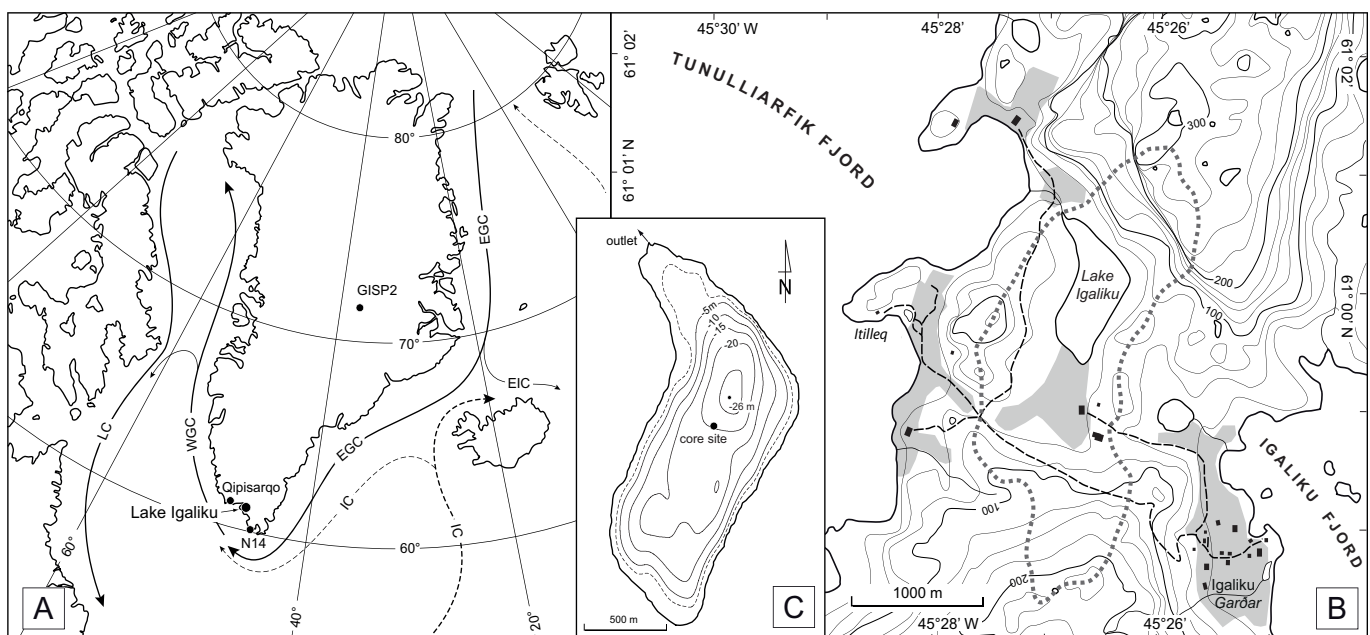 80°
EGC
GISP2
70°
EIC
LC
WGC
EGC
Qipisarqo
Lake Igaliku
IC
IC
N14
60°
60°
40°
20°
A
outlet
N
-5m
-10
-15
-20
-26 m
core site
500 m
C
45°30' W
45°28'
45°26'
61° 02'
61° 02'
TUNULLIARFIK FJORD
300
61° 01' N
200
Lake
Igaliku
100
61° 00' N
Itilleq
IGALIKU FJORD
100
200
1000 m
Igaliku
Garðar
45°28' W
45°26'
B